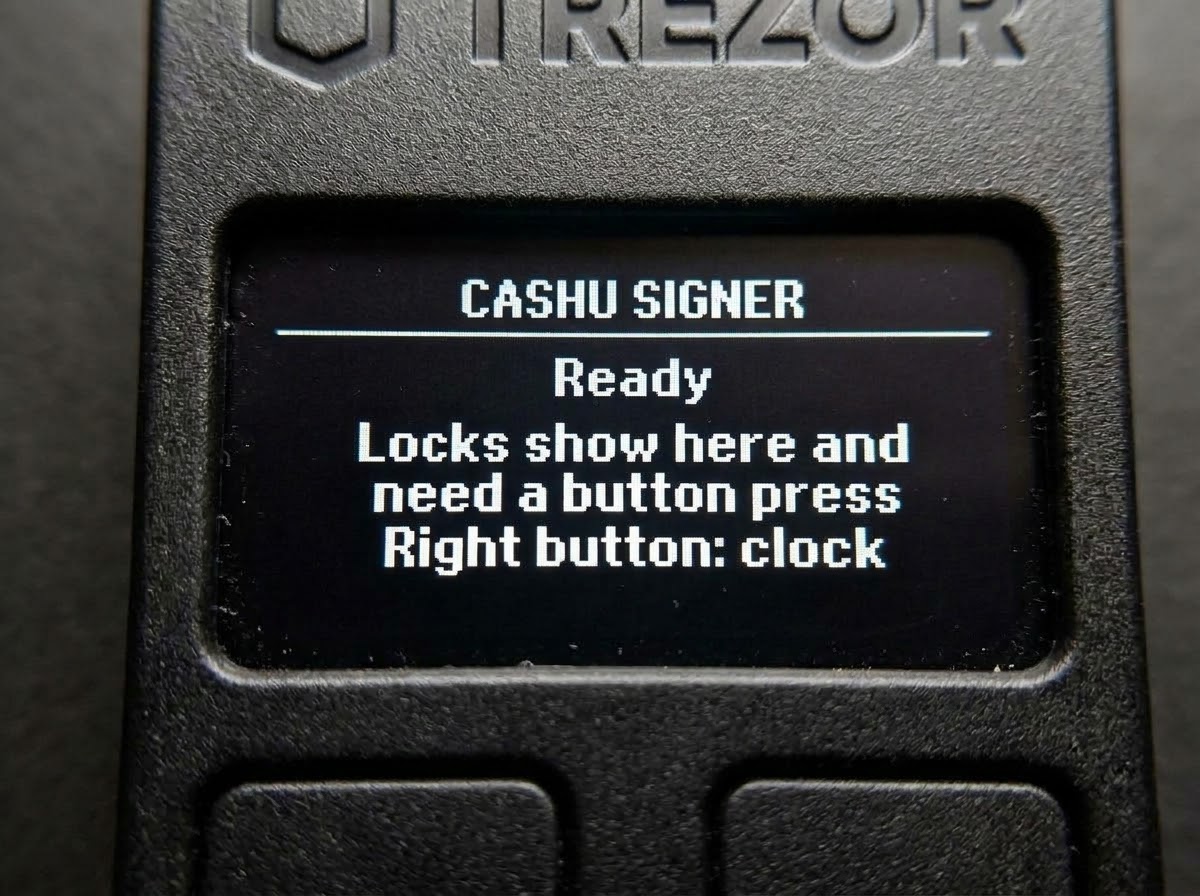 TREZOR
CASHU SIGNER
Ready
Locks show here and
need a button press
Right button: clock